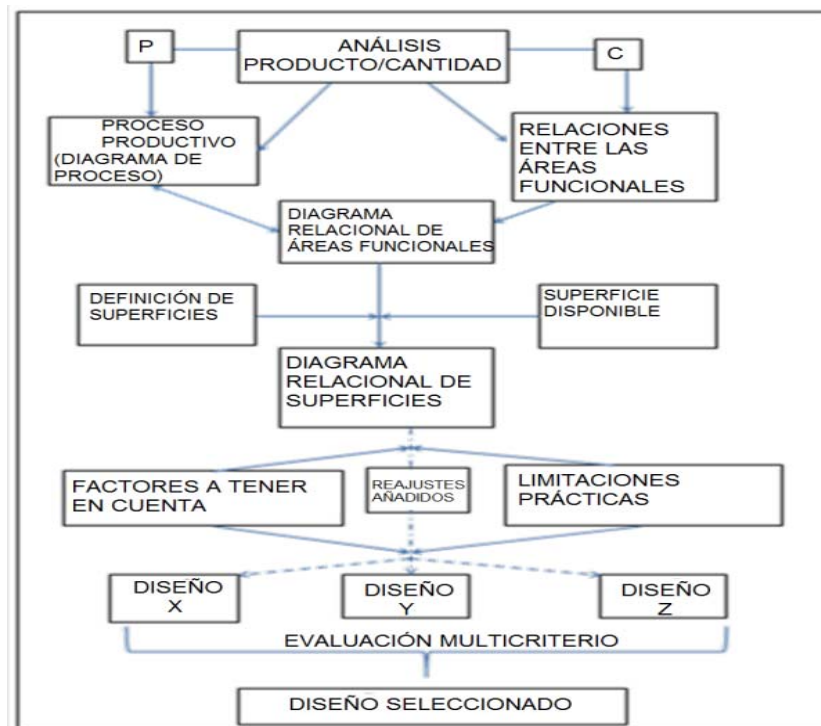 P
ANÁLISIS
PRODUCTO/CANTIDAD
C
PROCESO
PRODUCTIVO
(DIAGRAMA DE
PROCESO)
RELACIONES
ENTRE LAS
ÁREAS
FUNCIONALES
DIAGRAMA
RELACIONAL DE
ÁREAS FUNCIONALES
DEFINICIÓN DE
SUPERFICIES
SUPERFICIE
DISPONIBLE
DIAGRAMA
RELACIONAL DE
SUPERFICIES
FACTORES A TENER
EN CUENTA
REAJUSTES
AÑADIDOS
LIMITACIONES
PRÁCTICAS
DISEÑO
X
DISEÑO
Y
DISEÑO
Z
EVALUACIÓN MULTICRITERIO
DISEÑO SELECCIONADO